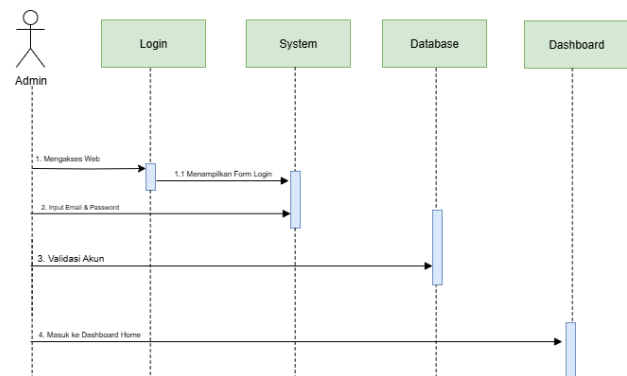 Login
System
Database
Dashboard
Admin
1. Mengakses Web
1.1 Menampilkan Form Login
2. Input Email & Password
3. Validasi Akun
4. Masuk ke Dashboard Home